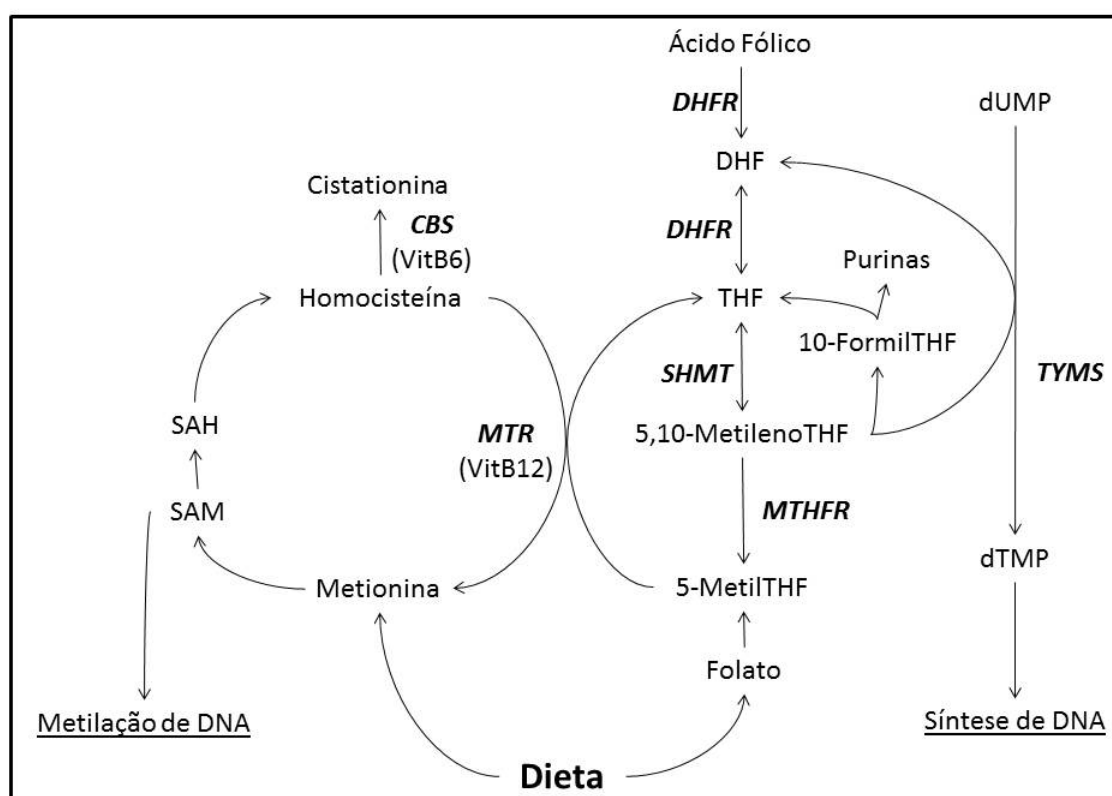 Ácido Fólico
DHFR
dUMP
DHF
Cistationina
CBS
(VitB6)
DHFR
Purinas
Homocisteína
THF
10-FormilTHF
SHMT
TYMS
SAH
MTR
(VitB12)
5,10-MetilenoTHF
SAM
MTHFR
dTMP
Metionina
5-MetilTHF
Folato
Metilação de DNA
Síntese de DNA
Dieta